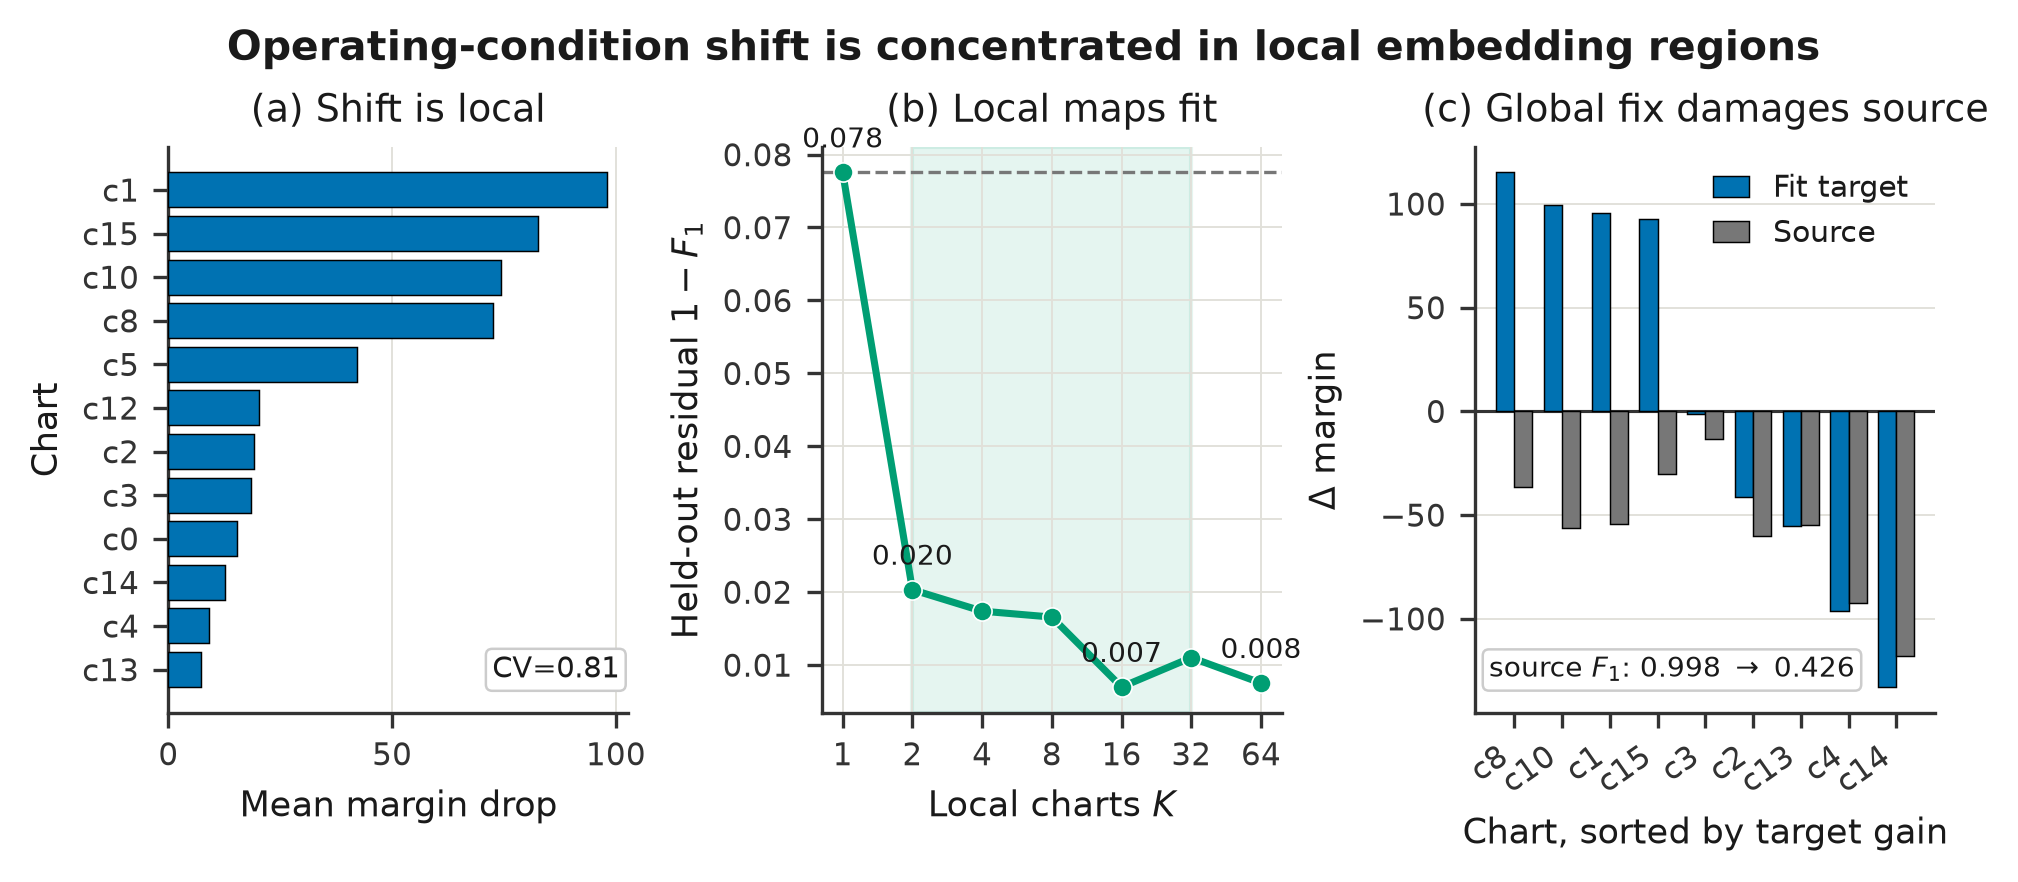 Operating-condition shift is concentrated in local embedding regions
(a) Shift is local
Chart
c1
c15
c10
c8
c5
c12
c2
c3
c0
c14
c4
c13
CV=0.81
0
50
100
Mean margin drop
(b) Local maps fit
Held-out residual 1 − F₁
0.08
0.07
0.06
0.05
0.04
0.03
0.02
0.01
0.078
0.020
0.007
0.008
1
2
4
8
16
32
64
Local charts K
(c) Global fix damages source
Δ margin
100
50
0
−50
−100
Fit target
Source
source F₁: 0.998 → 0.426
c8
c10
c1
c15
c3
c2
c13
c4
c14
Chart, sorted by target gain